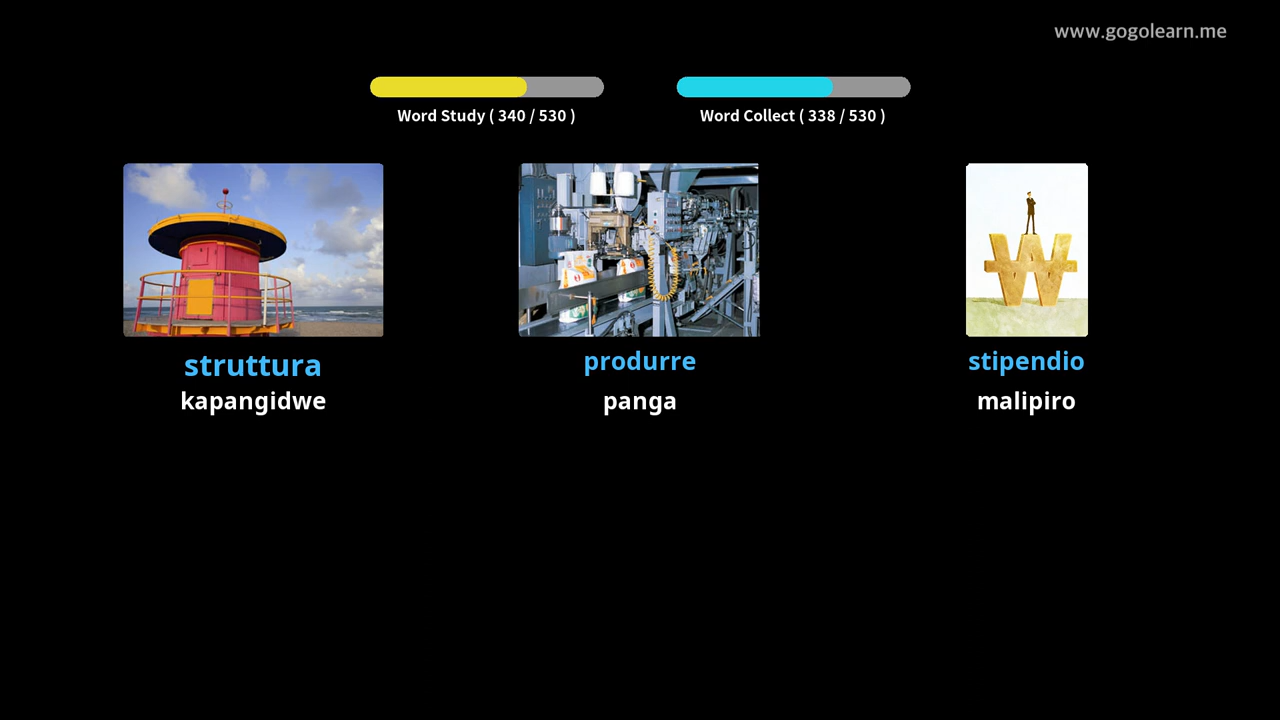 www.gogolearn.me
Word Study ( 340 / 530 )
Word Collect ( 338 / 530 )
struttura
kapangidwe
produrre
panga
stipendio
malipiro